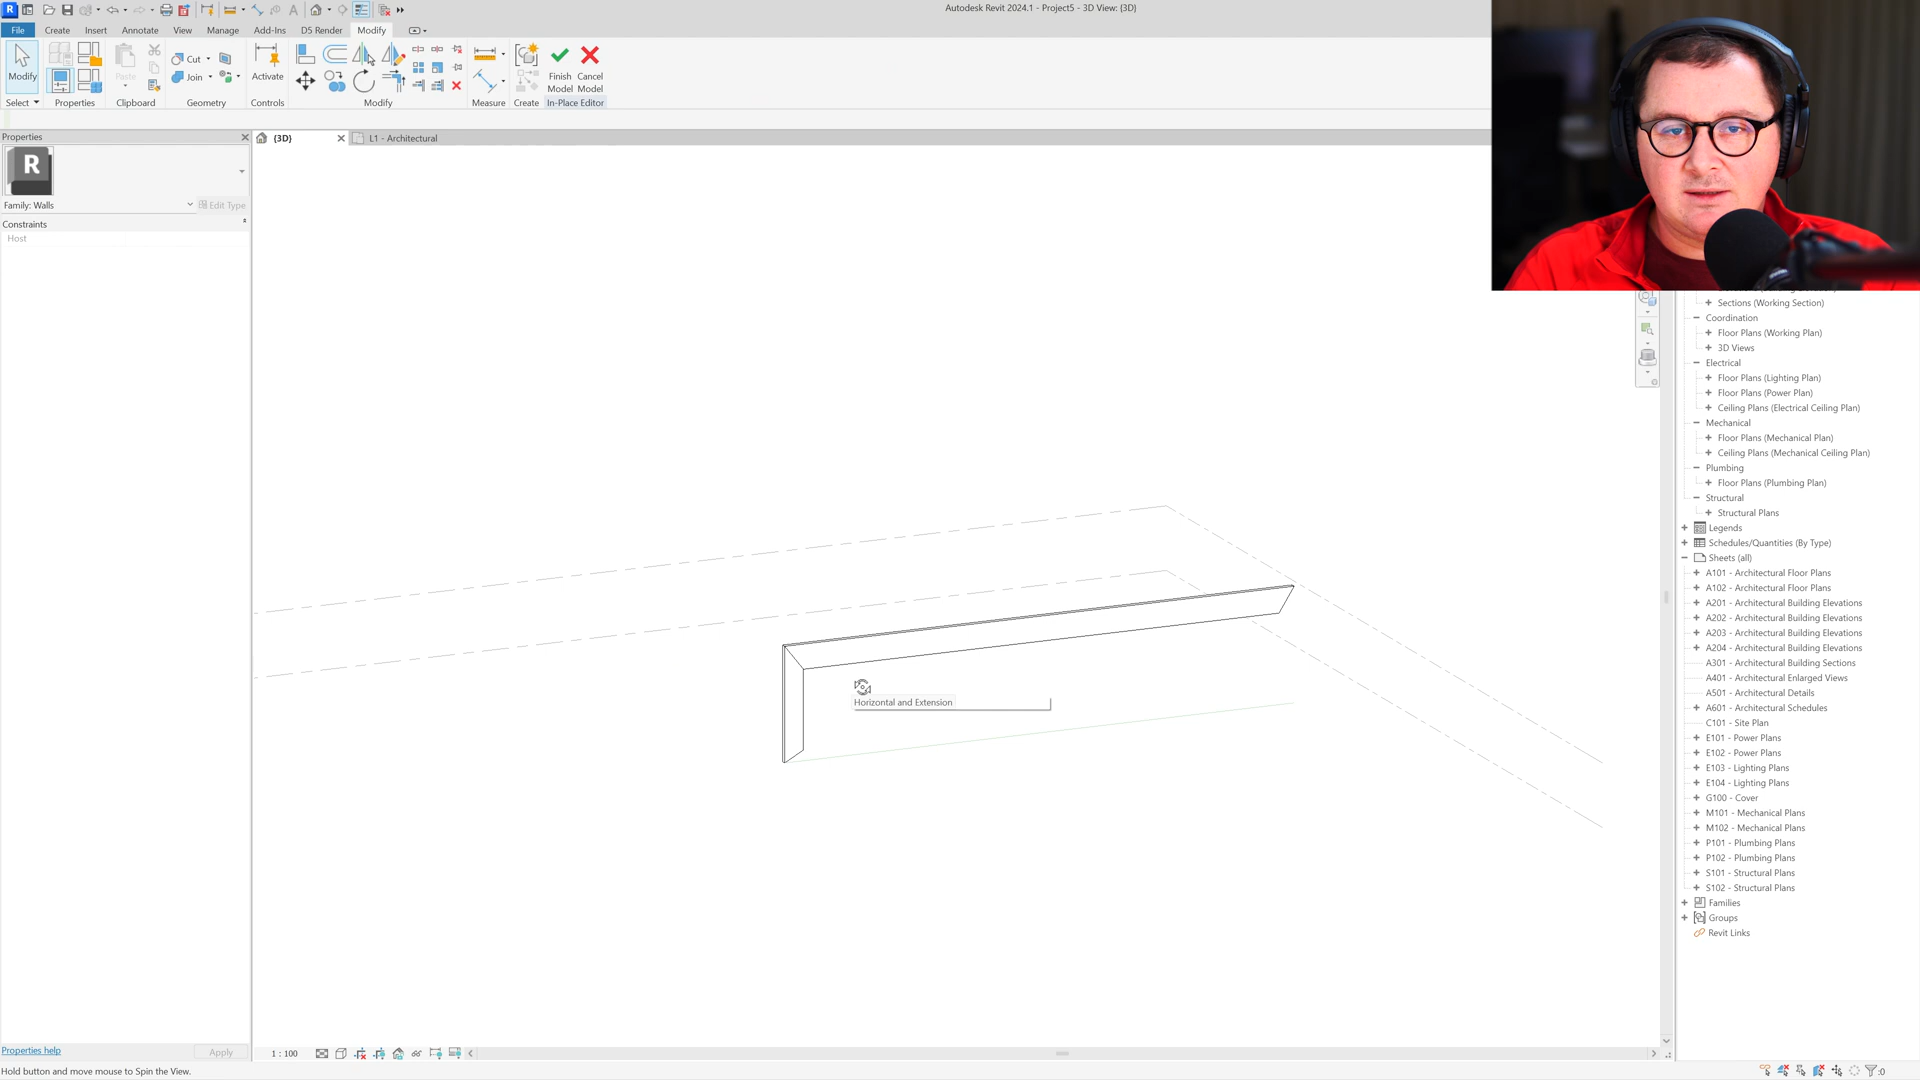 Autodesk Revit 2024.1 - Project5 - 3D View: {3D}
File Create Insert Annotate View Manage Add-Ins D5 Render Modify
Modify
Paste
Cut
Join
Activate
Finish Model
Cancel Model
Select Properties Clipboard Geometry Controls Modify Measure Create In-Place Editor
Properties
{3D}
L1 - Architectural
R
Family: Walls
Edit Type
Constraints
Host
Horizontal and Extension
Sections (Working Section)
Coordination
Floor Plans (Working Plan)
3D Views
Electrical
Floor Plans (Lighting Plan)
Floor Plans (Power Plan)
Ceiling Plans (Electrical Ceiling Plan)
Mechanical
Floor Plans (Mechanical Plan)
Ceiling Plans (Mechanical Ceiling Plan)
Plumbing
Floor Plans (Plumbing Plan)
Structural
Structural Plans
Legends
Schedules/Quantities (By Type)
Sheets (all)
A101 - Architectural Floor Plans
A102 - Architectural Floor Plans
A201 - Architectural Building Elevations
A202 - Architectural Building Elevations
A203 - Architectural Building Elevations
A204 - Architectural Building Elevations
A301 - Architectural Building Sections
A401 - Architectural Enlarged Views
A501 - Architectural Details
A601 - Architectural Schedules
C101 - Site Plan
E101 - Power Plans
E102 - Power Plans
E103 - Lighting Plans
E104 - Lighting Plans
G100 - Cover
M101 - Mechanical Plans
M102 - Mechanical Plans
P101 - Plumbing Plans
P102 - Plumbing Plans
S101 - Structural Plans
S102 - Structural Plans
Families
Groups
Revit Links
Properties help
Apply
1 : 100
Hold button and move mouse to Spin the View.
:0